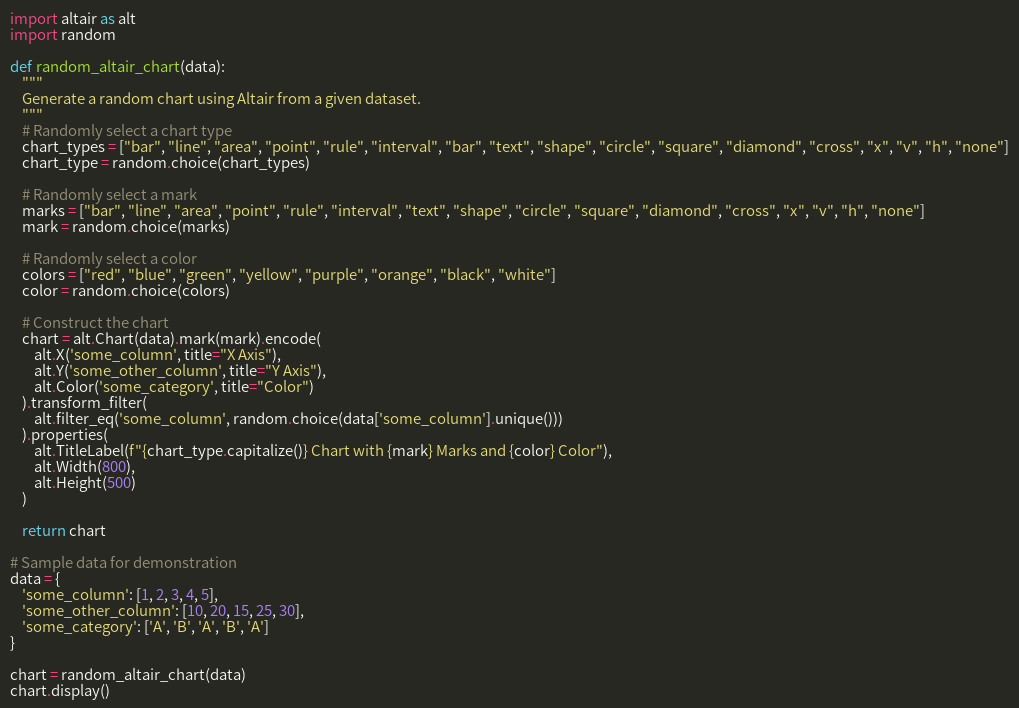 import altair as alt
import random

def random_altair_chart(data):
    """
    Generate a random chart using Altair from a given dataset.
    """
    # Randomly select a chart type
    chart_types = ["bar", "line", "area", "point", "rule", "interval", "bar", "text", "shape", "circle", "square", "diamond", "cross", "x", "v", "h", "none"]
    chart_type = random.choice(chart_types)

    # Randomly select a mark
    marks = ["bar", "line", "area", "point", "rule", "interval", "text", "shape", "circle", "square", "diamond", "cross", "x", "v", "h", "none"]
    mark = random.choice(marks)

    # Randomly select a color
    colors = ["red", "blue", "green", "yellow", "purple", "orange", "black", "white"]
    color = random.choice(colors)

    # Construct the chart
    chart = alt.Chart(data).mark(mark).encode(
        alt.X('some_column', title="X Axis"),
        alt.Y('some_other_column', title="Y Axis"),
        alt.Color('some_category', title="Color")
    ).transform_filter(
        alt.filter_eq('some_column', random.choice(data['some_column'].unique()))
    ).properties(
        alt.TitleLabel(f"{chart_type.capitalize()} Chart with {mark} Marks and {color} Color"),
        alt.Width(800),
        alt.Height(500)
    )

    return chart

# Sample data for demonstration
data = {
    'some_column': [1, 2, 3, 4, 5],
    'some_other_column': [10, 20, 15, 25, 30],
    'some_category': ['A', 'B', 'A', 'B', 'A']
}

chart = random_altair_chart(data)
chart.display()